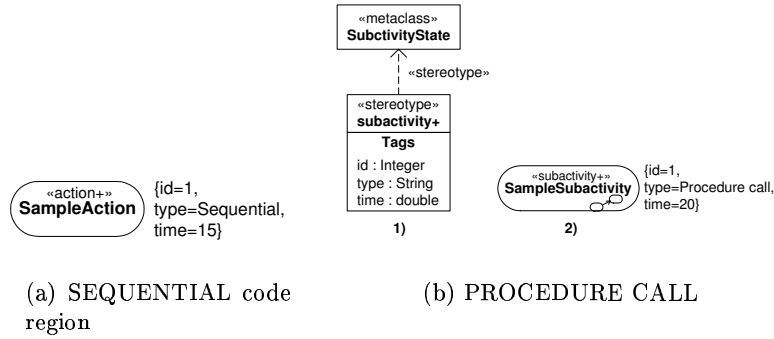 «metaclass»
SubctivityState
«stereotype»
«stereotype»
subactivity+
Tags
id : Integer
type : String
time : double
1)
«action+»
SampleAction
{id=1,
type=Sequential,
time=15}
«subactivity+»
SampleSubactivity
{id=1,
type=Procedure call,
time=20}
2)
(a) SEQUENTIAL code
region
(b) PROCEDURE CALL